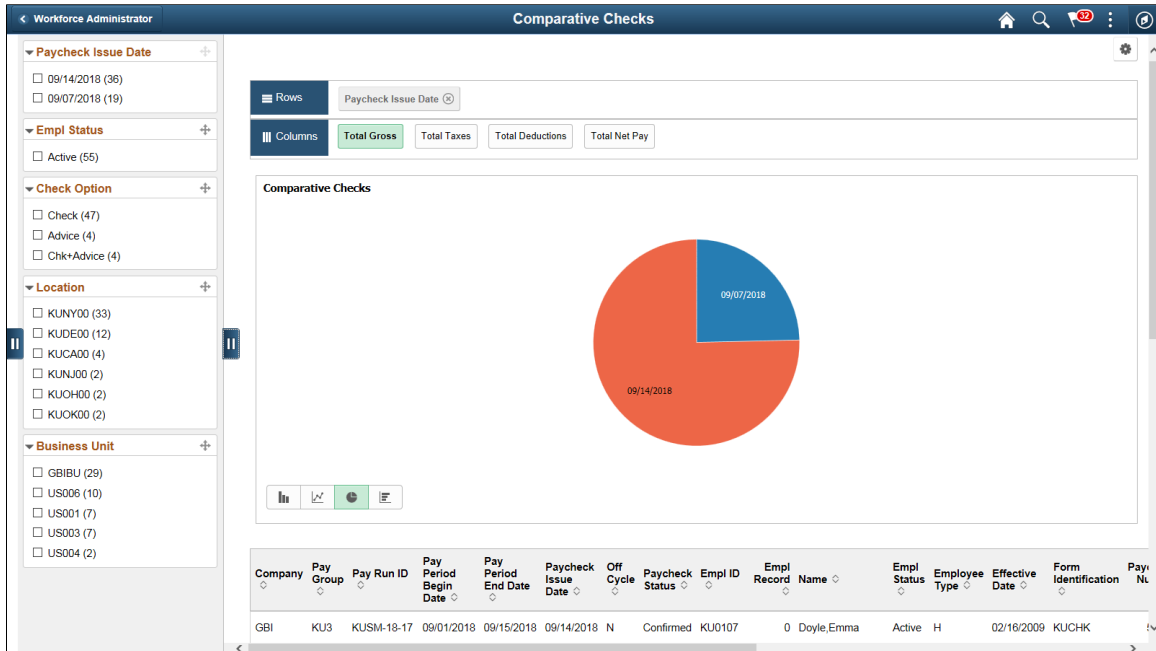 Workforce Administrator
Comparative Checks
32
Paycheck Issue Date
09/14/2018 (36)
09/07/2018 (19)
Empl Status
Active (55)
Check Option
Check (47)
Advice (4)
Chk+Advice (4)
Location
KUNY00 (33)
KUDE00 (12)
KUCA00 (4)
KUNJ00 (2)
KUOH00 (2)
KUOK00 (2)
Business Unit
GBIBU (29)
US006 (10)
US001 (7)
US003 (7)
US004 (2)
Rows Paycheck Issue Date
Columns Total Gross Total Taxes Total Deductions Total Net Pay
Comparative Checks
09/07/2018
09/14/2018
Company
Pay
Group
Pay Run ID
Pay
Period
Begin
Date
Pay
Period
End Date
Paycheck
Issue
Date
Off
Cycle
Paycheck
Status
Empl ID
Empl
Record
Name
Empl
Status
Employee
Type
Effective
Date
Form
Identification
GBI KU3 KUSM-18-17 09/01/2018 09/15/2018 09/14/2018 N Confirmed KU0107 0 Doyle,Emma Active H 02/16/2009 KUCHK